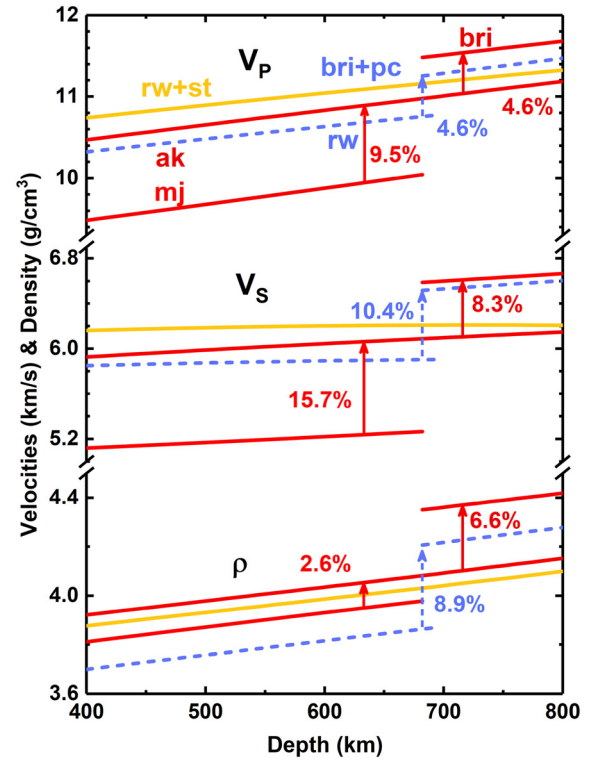 12
bri
V_P
bri+pc
rw+st
11
4.6%
4.6%
rw
ak
9.5%
10
mj
Velocities (km/s) & Density (g/cm³)
6.8
V_S
10.4%
8.3%
6.0
15.7%
5.2
4.4
6.6%
ρ
2.6%
4.0
8.9%
3.6
400 500 600 700 800
Depth (km)